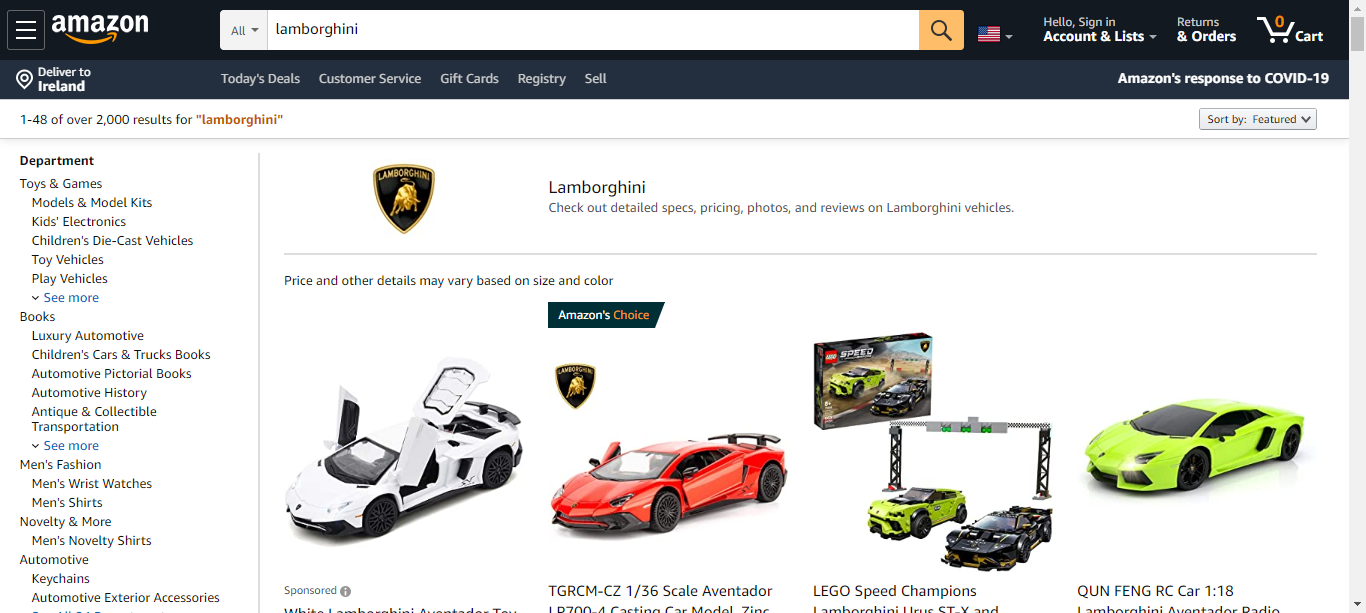 amazon
All
lamborghini
Hello, Sign in
Account & Lists
Returns
& Orders
0
Cart
Deliver to
Ireland
Today's Deals
Customer Service
Gift Cards
Registry
Sell
Amazon's response to COVID-19
1-48 of over 2,000 results for "lamborghini"
Sort by: Featured
Department
Toys & Games
Models & Model Kits
Kids' Electronics
Children's Die-Cast Vehicles
Toy Vehicles
Play Vehicles
See more
Books
Luxury Automotive
Children's Cars & Trucks Books
Automotive Pictorial Books
Automotive History
Antique & Collectible
Transportation
See more
Men's Fashion
Men's Wrist Watches
Men's Shirts
Novelty & More
Men's Novelty Shirts
Automotive
Keychains
Automotive Exterior Accessories
LAMBORGHINI
Lamborghini
Check out detailed specs, pricing, photos, and reviews on Lamborghini vehicles.
Price and other details may vary based on size and color
Sponsored
White Lamborghini Aventador Toy
Amazon's Choice
LAMBORGHINI
TGRCM-CZ 1/36 Scale Aventador
LP700-4 Casting Car Model, Zinc
LEGO
SPEED
LEGO Speed Champions
Lamborghini Urus ST-X and
QUN FENG RC Car 1:18
Lamborghini Aventador Radio